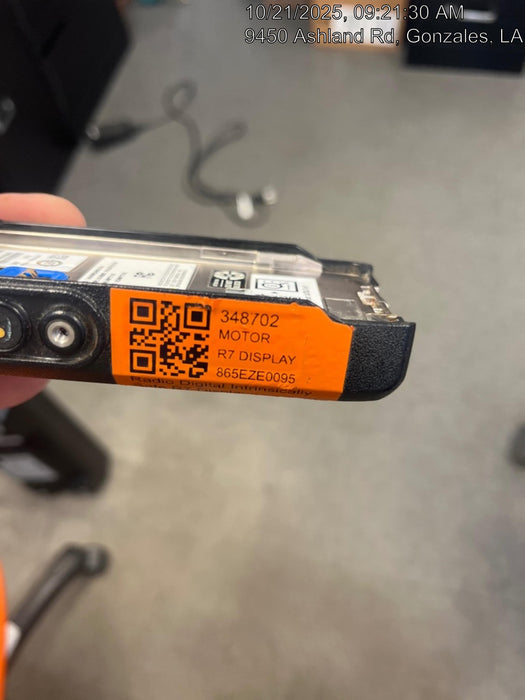 10/21/2025, 09:21:30 AM
9450 Ashland Rd, Gonzales, LA
348702
MOTOR
R7 DISPLAY
865EZE0095
Radio Digital Intrinsically